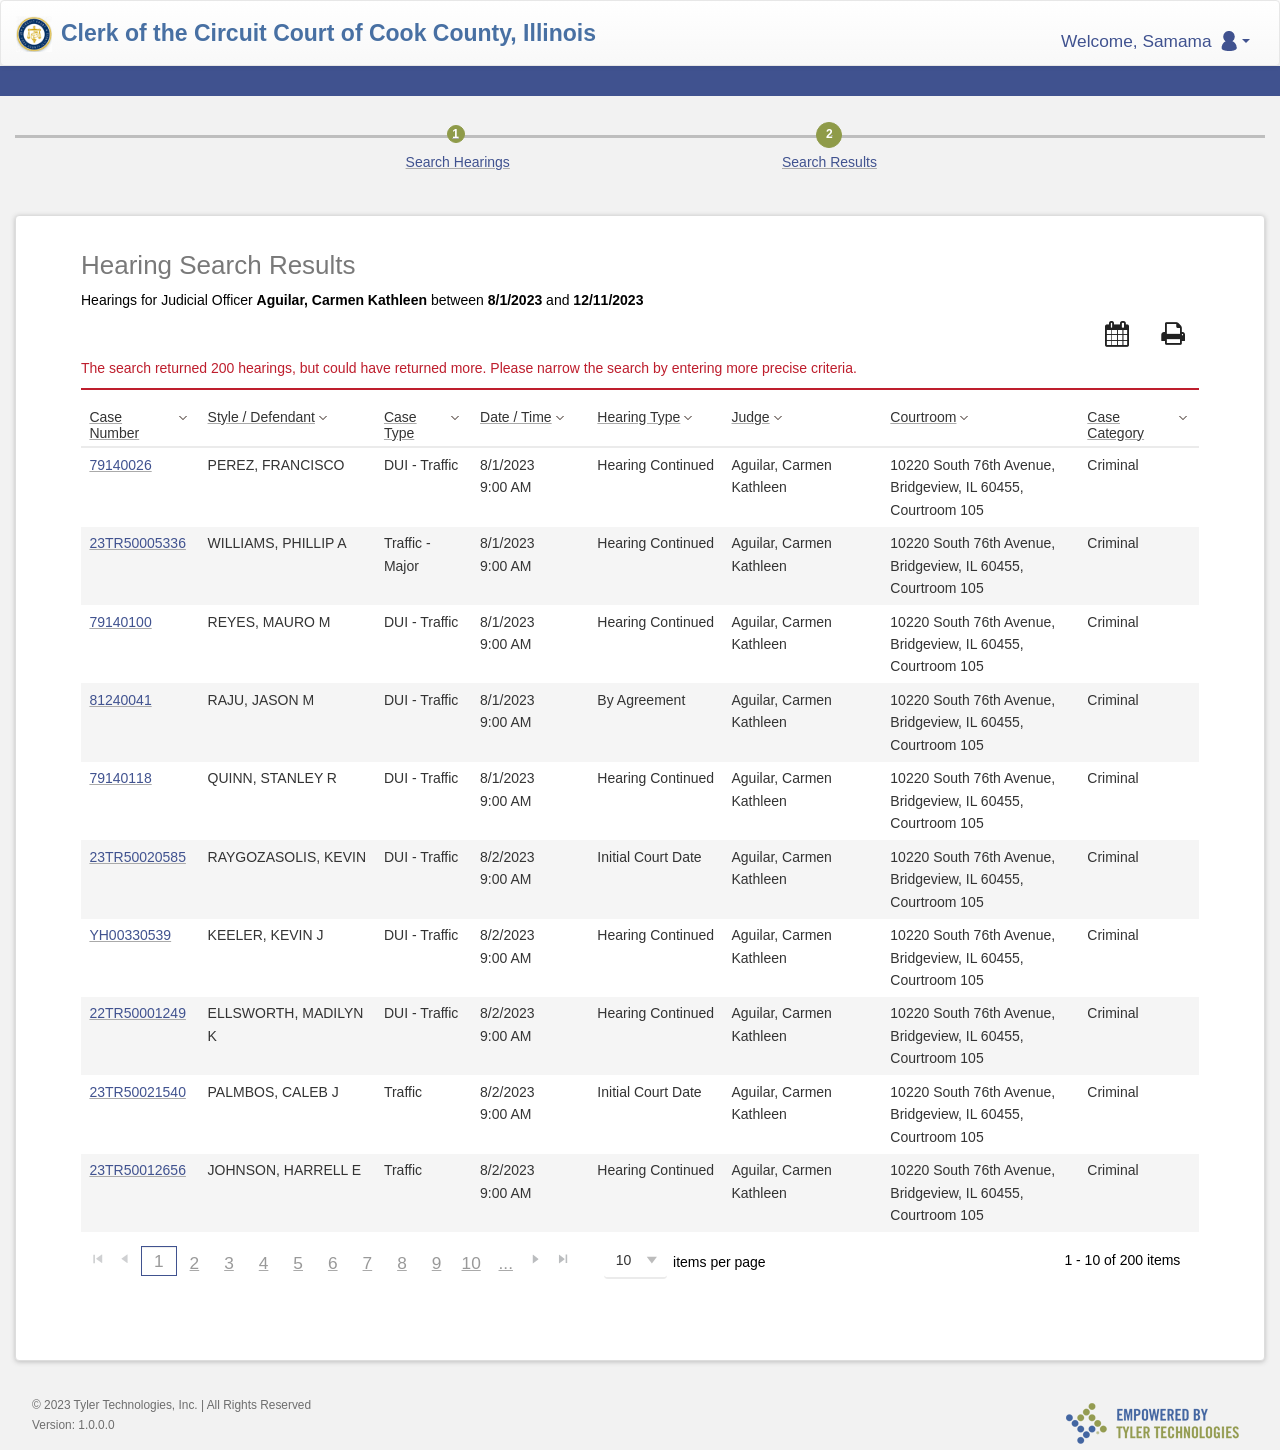 Clerk of the Circuit Court of Cook County, Illinois
Welcome, Samama
1
2
Search Hearings
Search Results
Hearing Search Results
Hearings for Judicial Officer Aguilar, Carmen Kathleen between 8/1/2023 and 12/11/2023
The search returned 200 hearings, but could have returned more. Please narrow the search by entering more precise criteria.
Case Style / Defendant Case Date / Time Hearing Type Judge Courtroom Case
Number Type Category
79140026 PEREZ, FRANCISCO DUI - Traffic 8/1/2023 Hearing Continued Aguilar, Carmen 10220 South 76th Avenue, Criminal
9:00 AM Kathleen Bridgeview, IL 60455,
Courtroom 105
23TR50005336 WILLIAMS, PHILLIP A Traffic - 8/1/2023 Hearing Continued Aguilar, Carmen 10220 South 76th Avenue, Criminal
Major 9:00 AM Kathleen Bridgeview, IL 60455,
Courtroom 105
79140100 REYES, MAURO M DUI - Traffic 8/1/2023 Hearing Continued Aguilar, Carmen 10220 South 76th Avenue, Criminal
9:00 AM Kathleen Bridgeview, IL 60455,
Courtroom 105
81240041 RAJU, JASON M DUI - Traffic 8/1/2023 By Agreement Aguilar, Carmen 10220 South 76th Avenue, Criminal
9:00 AM Kathleen Bridgeview, IL 60455,
Courtroom 105
79140118 QUINN, STANLEY R DUI - Traffic 8/1/2023 Hearing Continued Aguilar, Carmen 10220 South 76th Avenue, Criminal
9:00 AM Kathleen Bridgeview, IL 60455,
Courtroom 105
23TR50020585 RAYGOZASOLIS, KEVIN DUI - Traffic 8/2/2023 Initial Court Date Aguilar, Carmen 10220 South 76th Avenue, Criminal
9:00 AM Kathleen Bridgeview, IL 60455,
Courtroom 105
YH00330539 KEELER, KEVIN J DUI - Traffic 8/2/2023 Hearing Continued Aguilar, Carmen 10220 South 76th Avenue, Criminal
9:00 AM Kathleen Bridgeview, IL 60455,
Courtroom 105
22TR50001249 ELLSWORTH, MADILYN DUI - Traffic 8/2/2023 Hearing Continued Aguilar, Carmen 10220 South 76th Avenue, Criminal
K 9:00 AM Kathleen Bridgeview, IL 60455,
Courtroom 105
23TR50021540 PALMBOS, CALEB J Traffic 8/2/2023 Initial Court Date Aguilar, Carmen 10220 South 76th Avenue, Criminal
9:00 AM Kathleen Bridgeview, IL 60455,
Courtroom 105
23TR50012656 JOHNSON, HARRELL E Traffic 8/2/2023 Hearing Continued Aguilar, Carmen 10220 South 76th Avenue, Criminal
9:00 AM Kathleen Bridgeview, IL 60455,
Courtroom 105
1 2 3 4 5 6 7 8 9 10 ... 10 items per page 1 - 10 of 200 items
© 2023 Tyler Technologies, Inc. | All Rights Reserved
Version: 1.0.0.0
EMPOWERED BY
TYLER TECHNOLOGIES